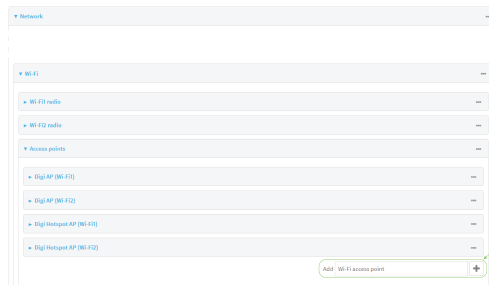 Network
Wi-Fi
Wi-Fi1 radio
Wi-Fi2 radio
Access points
Digi AP (Wi-Fi1)
Digi AP (Wi-Fi2)
Digi Hotspot AP (Wi-Fi1)
Digi Hotspot AP (Wi-Fi2)
Add Wi-Fi access point